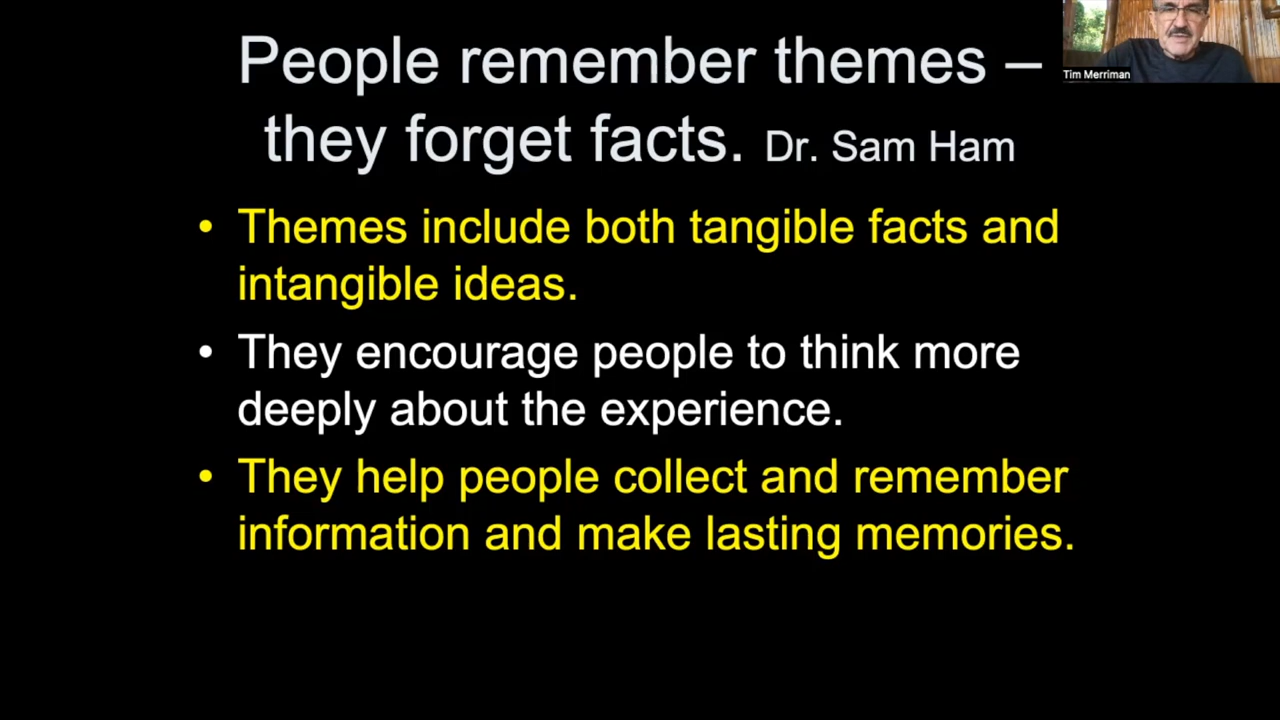 People remember themes –
they forget facts. Dr. Sam Ham
• Themes include both tangible facts and
intangible ideas.
• They encourage people to think more
deeply about the experience.
• They help people collect and remember
information and make lasting memories.
Tim Merriman